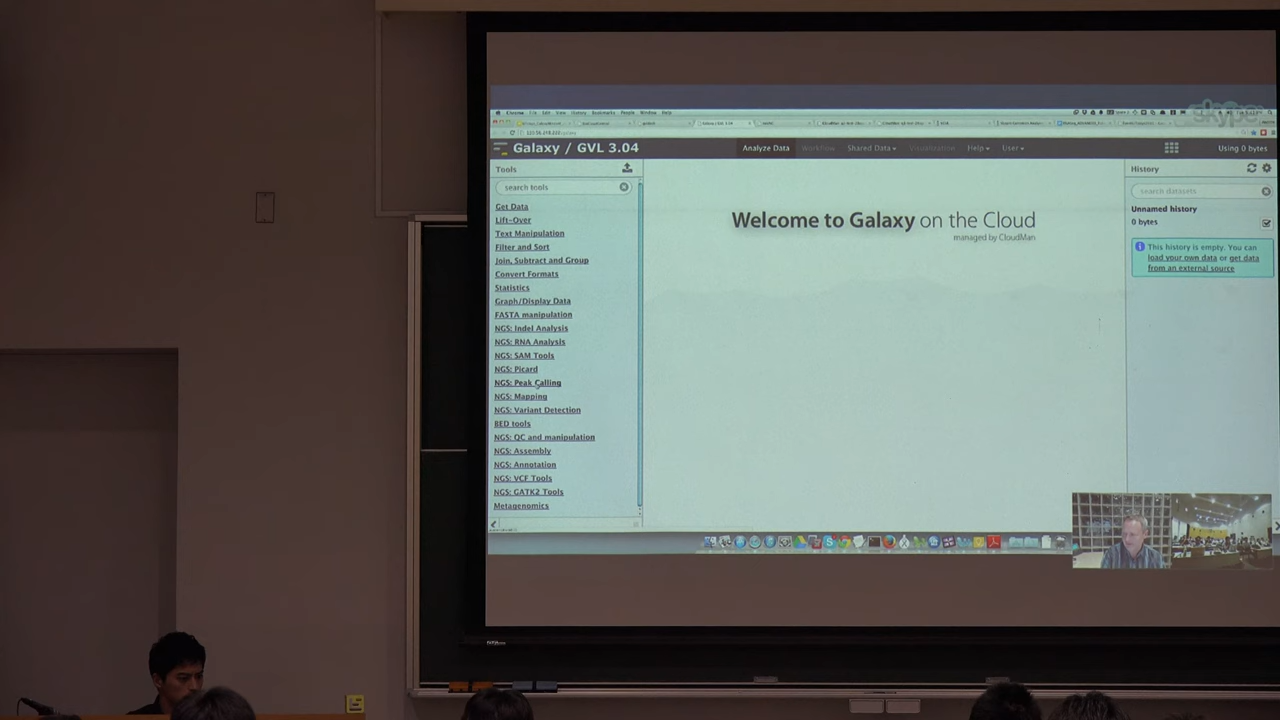 skype
Galaxy / GVL 3.04
Analyze Data
Workflow
Shared Data
Visualization
Help
User
Using 0 bytes
Tools
search tools
Get Data
Lift-Over
Text Manipulation
Filter and Sort
Join, Subtract and Group
Convert Formats
Statistics
Graph/Display Data
FASTA manipulation
NGS: Indel Analysis
NGS: RNA Analysis
NGS: SAM Tools
NGS: Picard
NGS: Peak Calling
NGS: Mapping
NGS: Variant Detection
BED tools
NGS: QC and manipulation
NGS: Assembly
NGS: Annotation
NGS: VCF Tools
NGS: GATK2 Tools
Metagenomics
Welcome to Galaxy on the Cloud
managed by CloudMan
History
search datasets
Unnamed history
0 bytes
This history is empty. You can
load your own data or get data
from an external source